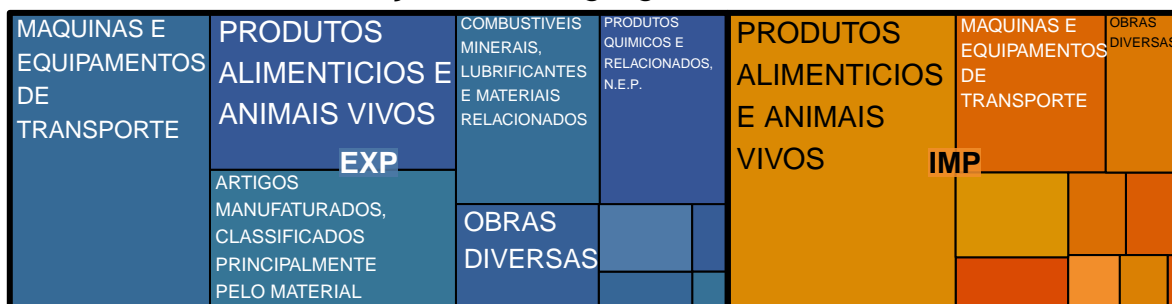 MAQUINAS E
EQUIPAMENTOS
DE
TRANSPORTE
PRODUTOS
ALIMENTICIOS E
ANIMAIS VIVOS
EXP
ARTIGOS
MANUFATURADOS,
CLASSIFICADOS
PRINCIPALMENTE
PELO MATERIAL
COMBUSTIVEIS
MINERAIS,
LUBRIFICANTES
E MATERIAIS
RELACIONADOS
OBRAS
DIVERSAS
PRODUTOS
QUIMICOS E
RELACIONADOS,
N.E.P.
PRODUTOS
ALIMENTICIOS
E ANIMAIS
VIVOS
IMP
MAQUINAS E
EQUIPAMENTOS
DE
TRANSPORTE
OBRAS
DIVERSAS